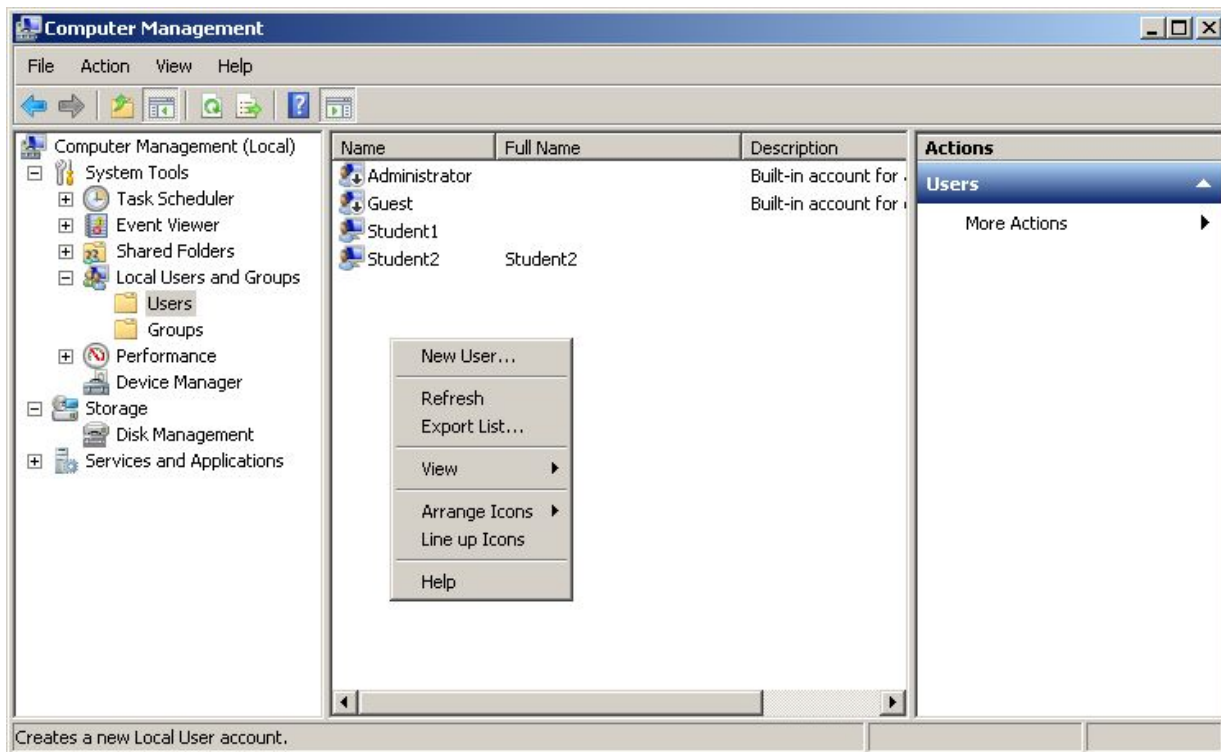 Computer Management
File Action View Help
Computer Management (Local)
System Tools
Task Scheduler
Event Viewer
Shared Folders
Local Users and Groups
Users
Groups
Performance
Device Manager
Storage
Disk Management
Services and Applications
Name Full Name Description
Administrator Built-in account for
Guest Built-in account for
Student1
Student2 Student2
New User...
Refresh
Export List...
View
Arrange Icons
Line up Icons
Help
Actions
Users
More Actions
Creates a new Local User account.